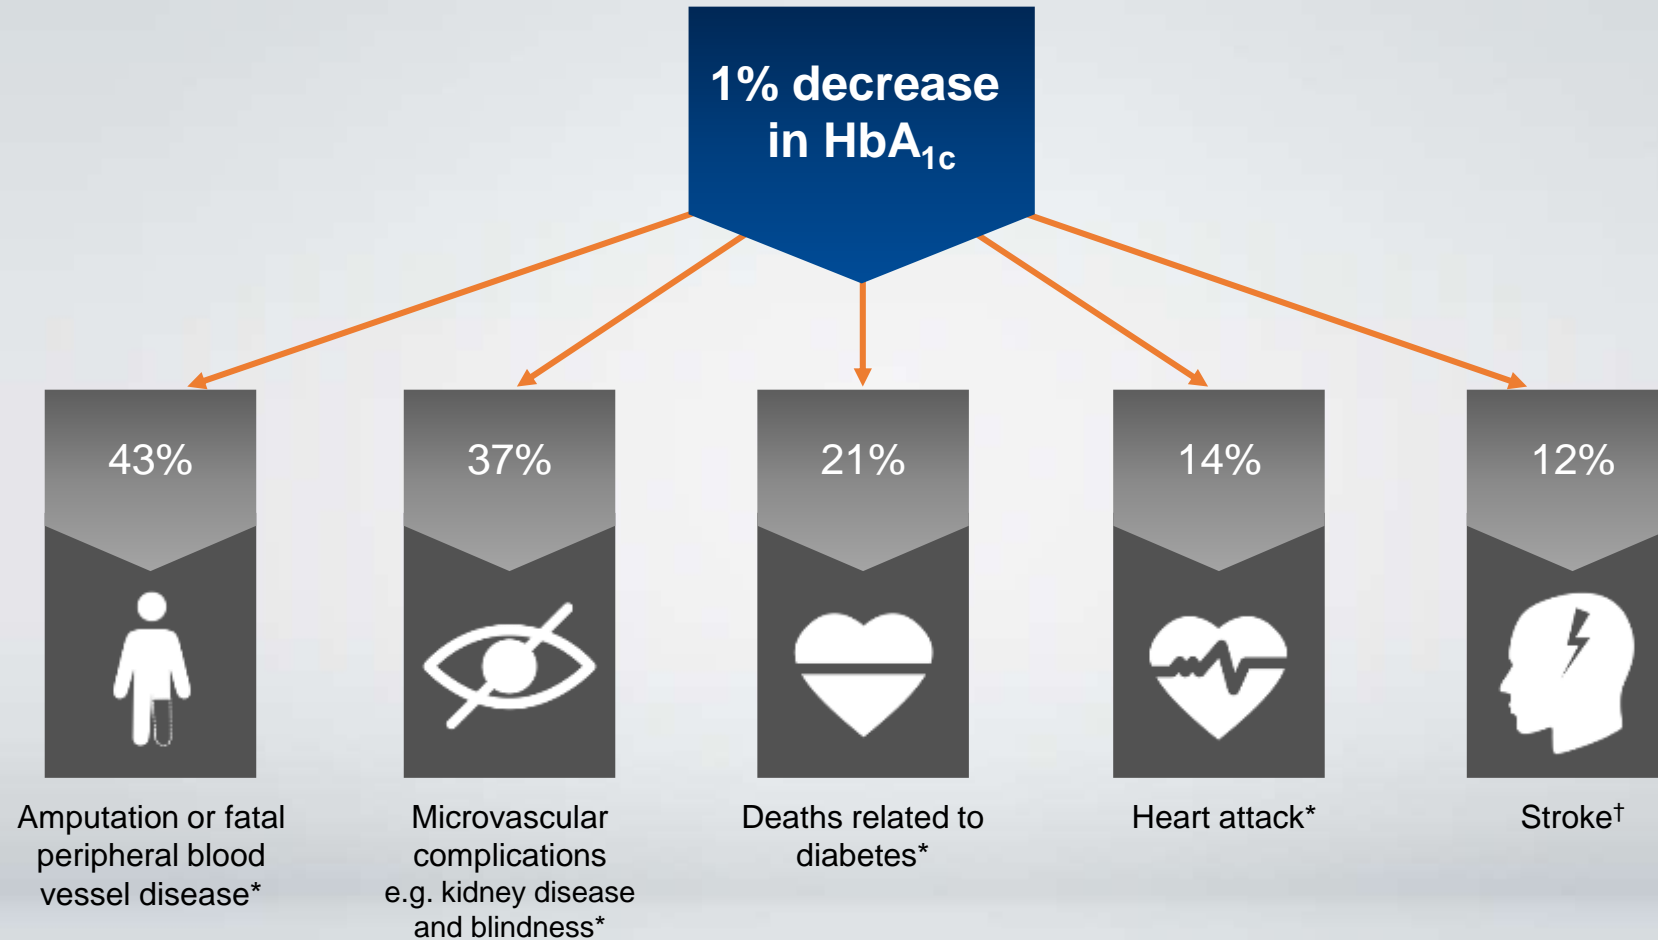 1% decrease
in HbA1c
43%
37%
21%
14%
12%
Amputation or fatal
peripheral blood
vessel disease*
Microvascular
complications
e.g. kidney disease
and blindness*
Deaths related to
diabetes*
Heart attack*
Stroke†